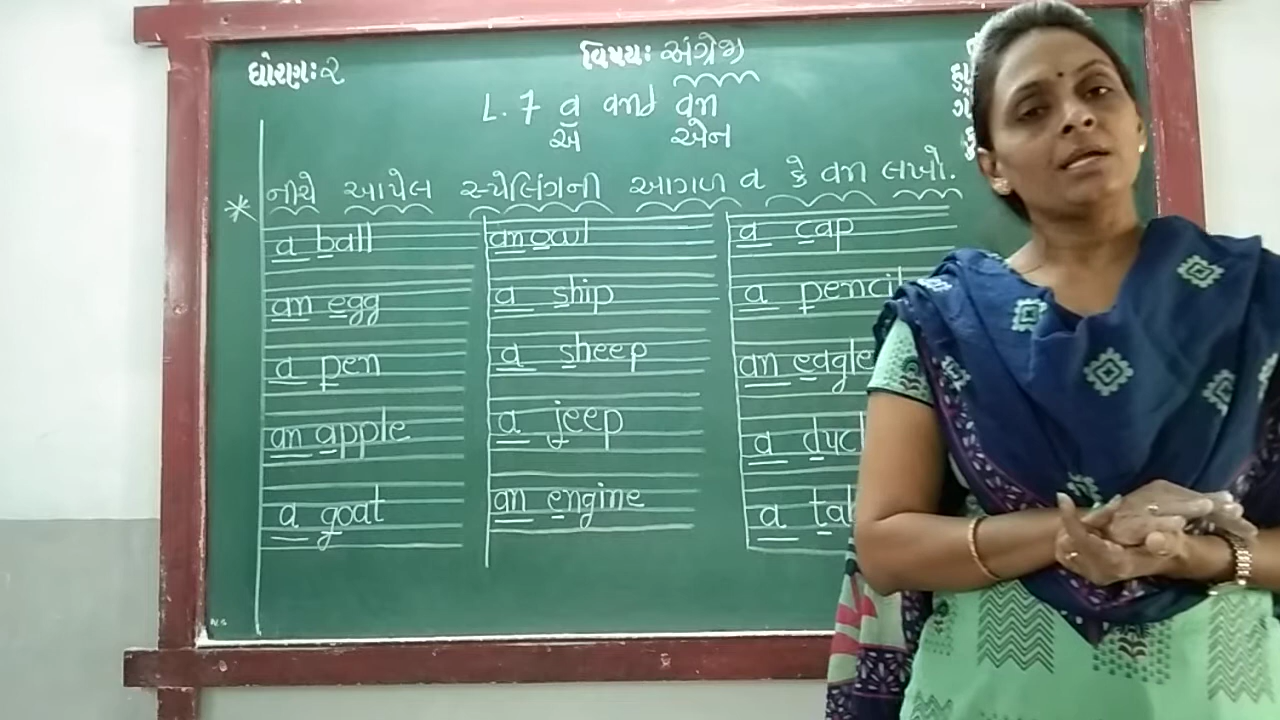 ધોરણ:૨
વિષય: અંગ્રેજી
L. 7 a and an
એ એન
* નીચે આપેલ સ્પેલિંગની આગળ a કે an લખો.
a ball
an egg
a pen
an apple
a goat
an owl
a ship
a sheep
a jeep
an engine
a cap
a pencil
an eagle
a
a